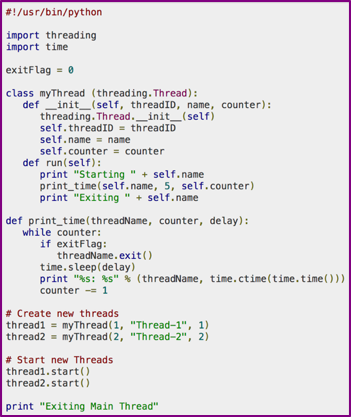 #!/usr/bin/python
import threading
import time
exitFlag = 0
class myThread (threading.Thread):
def __init__(self, threadID, name, counter):
threading.Thread.__init__(self)
self.threadID = threadID
self.name = name
self.counter = counter
def run(self):
print "Starting " + self.name
print_time(self.name, 5, self.counter)
print "Exiting " + self.name
def print_time(threadName, counter, delay):
while counter:
if exitFlag:
threadName.exit()
time.sleep(delay)
print "%s: %s" % (threadName, time.ctime(time.time()))
counter -= 1
# Create new threads
thread1 = myThread(1, "Thread-1", 1)
thread2 = myThread(2, "Thread-2", 2)
# Start new Threads
thread1.start()
thread2.start()
print "Exiting Main Thread"